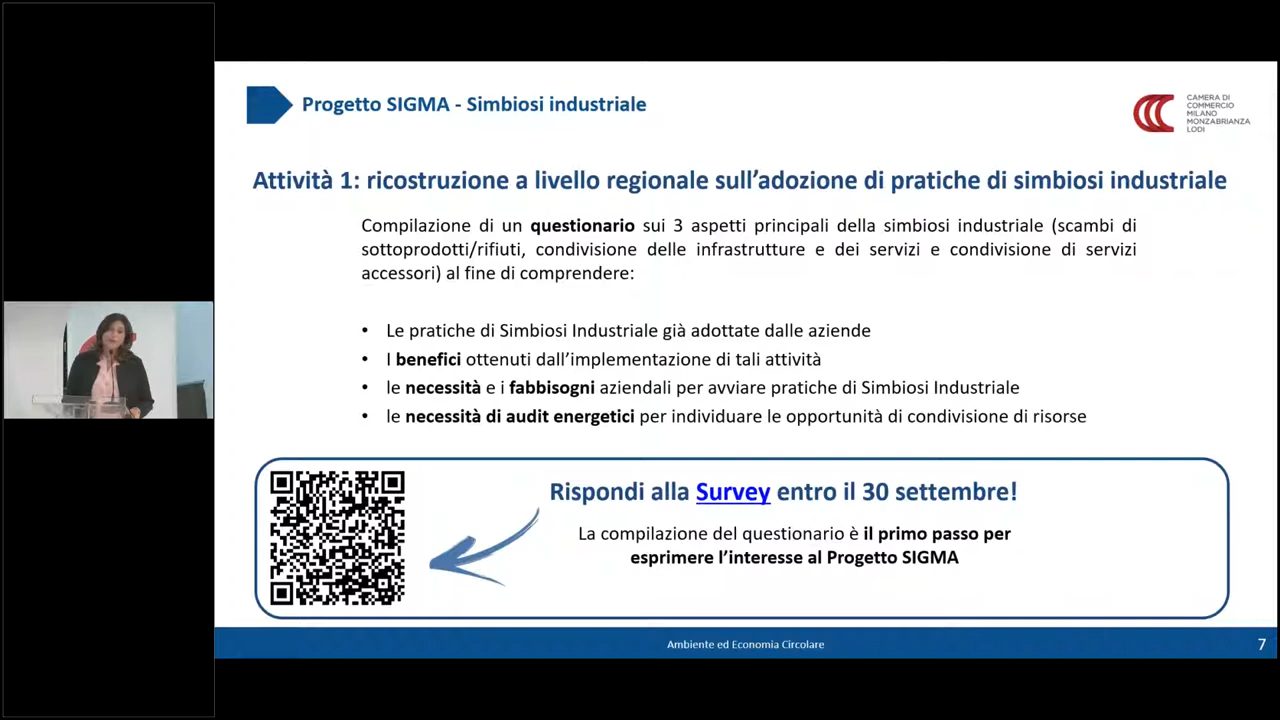 Progetto SIGMA - Simbiosi industriale
CAMERA DI
COMMERCIO
MILANO
MONZABRIANZA
LODI
Attività 1: ricostruzione a livello regionale sull’adozione di pratiche di simbiosi industriale
Compilazione di un questionario sui 3 aspetti principali della simbiosi industriale (scambi di
sottoprodotti/rifiuti, condivisione delle infrastrutture e dei servizi e condivisione di servizi
accessori) al fine di comprendere:
• Le pratiche di Simbiosi Industriale già adottate dalle aziende
• I benefici ottenuti dall’implementazione di tali attività
• le necessità e i fabbisogni aziendali per avviare pratiche di Simbiosi Industriale
• le necessità di audit energetici per individuare le opportunità di condivisione di risorse
Rispondi alla Survey entro il 30 settembre!
La compilazione del questionario è il primo passo per
esprimere l’interesse al Progetto SIGMA
Ambiente ed Economia Circolare
7